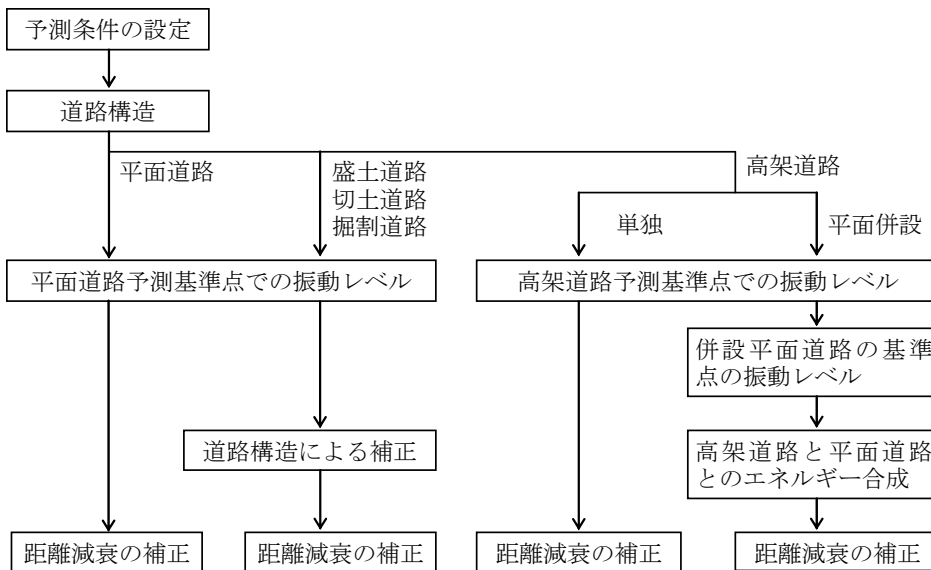 予測条件の設定
道路構造
平面道路
盛土道路
切土道路
掘割道路
高架道路
単独
平面併設
平面道路予測基準点での振動レベル
高架道路予測基準点での振動レベル
併設平面道路の基準
点の振動レベル
道路構造による補正
高架道路と平面道路
とのエネルギー合成
距離減衰の補正
距離減衰の補正
距離減衰の補正
距離減衰の補正